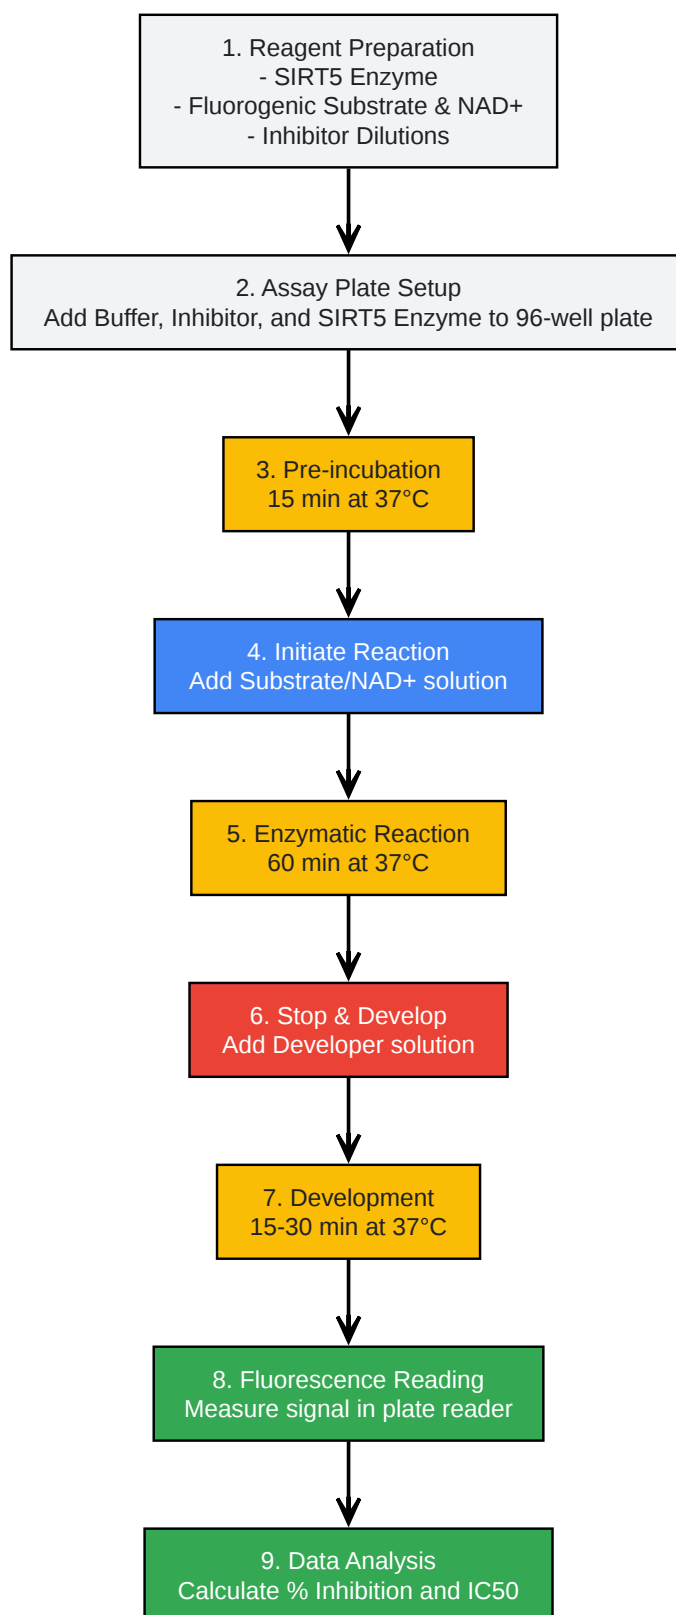 1. Reagent Preparation
- SIRT5 Enzyme
- Fluorogenic Substrate & NAD+
- Inhibitor Dilutions
2. Assay Plate Setup
Add Buffer, Inhibitor, and SIRT5 Enzyme to 96-well plate
3. Pre-incubation
15 min at 37°C
4. Initiate Reaction
Add Substrate/NAD+ solution
5. Enzymatic Reaction
60 min at 37°C
6. Stop & Develop
Add Developer solution
7. Development
15-30 min at 37°C
8. Fluorescence Reading
Measure signal in plate reader
9. Data Analysis
Calculate % Inhibition and IC50